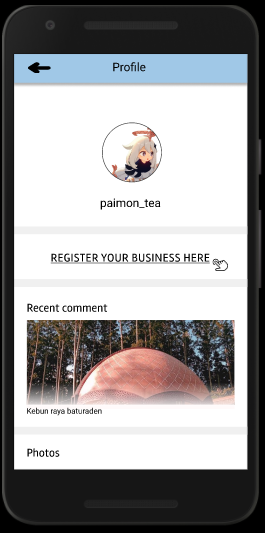 Profile
paimon_tea
REGISTER YOUR BUSINESS HERE
Recent comment
Kebun raya baturaden
Photos